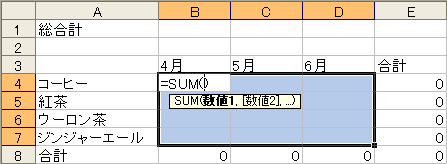 A B C D E
1 総合計
2
3 4月 5月 6月 合計
4 コーヒー =SUM() 0
5 紅茶 SUM(数値1, [数値2], ...) 0
6 ウーロン茶 0
7 ジンジャーエール 0
8 合計 0 0 0 0